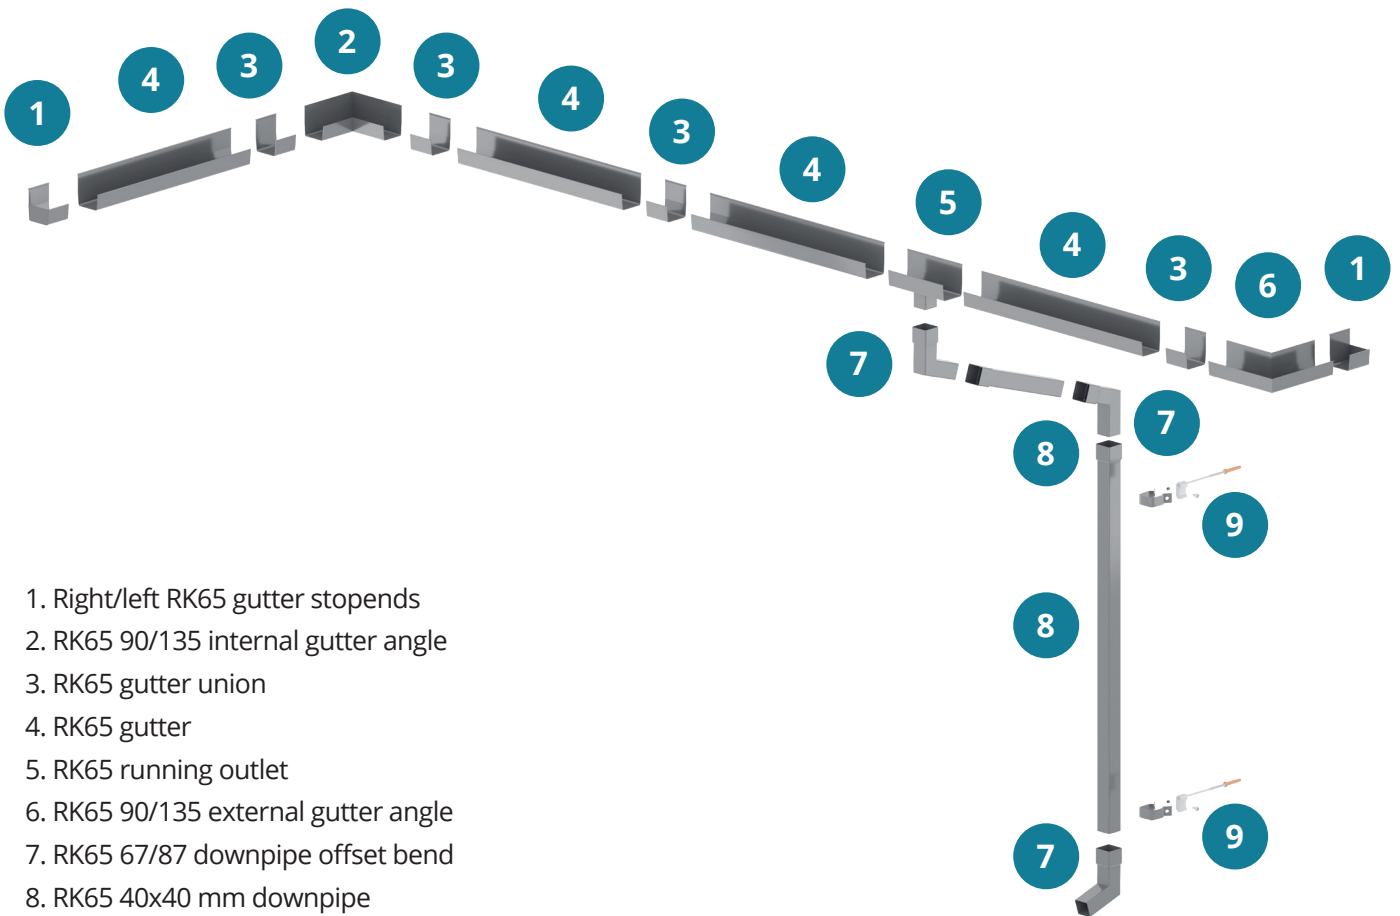 2
3
3
4
4
1
3
4
5
4
3
6
1
7
7
8
9
8
9
7
1. Right/left RK65 gutter stopends
2. RK65 90/135 internal gutter angle
3. RK65 gutter union
4. RK65 gutter
5. RK65 running outlet
6. RK65 90/135 external gutter angle
7. RK65 67/87 downpipe offset bend
8. RK65 40x40 mm downpipe